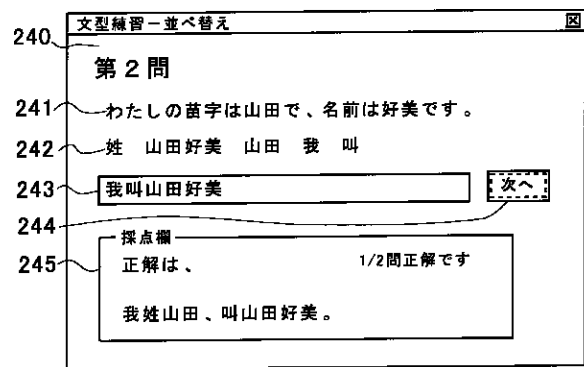 文型練習－並べ替え
240
第２問
241 わたしの苗字は山田で、名前は好美です。
242 姓 山田好美 山田 我 叫
243 我叫山田好美 次へ
244
採点欄
245 正解は、 1/2問正解です
我姓山田、叫山田好美。